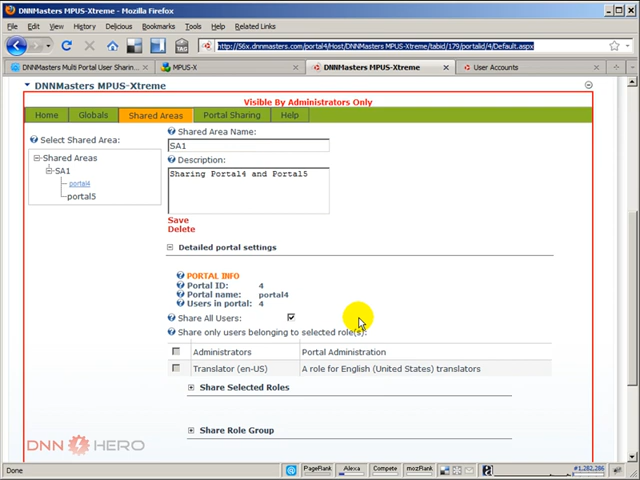 DNNMasters MPUS-Xtreme - Mozilla Firefox
File Edit View History Delicious Bookmarks Tools Help Related Links
TAG
http://56x.dnnmasters.com/portal4/Host/DNNMasters MPUS-Xtreme/tabid/179/portalid/4/Default.aspx
DNNMasters Multi Portal User Sharin... MPUS-X DNNMasters MPUS-Xtreme User Accounts
DNNMasters MPUS-Xtreme
Visible By Administrators Only
Home Globals Shared Areas Portal Sharing Help
Select Shared Area:
Shared Areas
SA1
portal4
portal5
Shared Area Name:
SA1
Description:
Sharing Portal4 and Portal5
Save
Delete
Detailed portal settings
PORTAL INFO
Portal ID: 4
Portal name: portal4
Users in portal: 4
Share All Users:
Share only users belonging to selected role(s):
Administrators Portal Administration
Translator (en-US) A role for English (United States) translators
Share Selected Roles
Share Role Group
DNN HERO
Done PageRank Alexa Compete mozRank #1,282,286